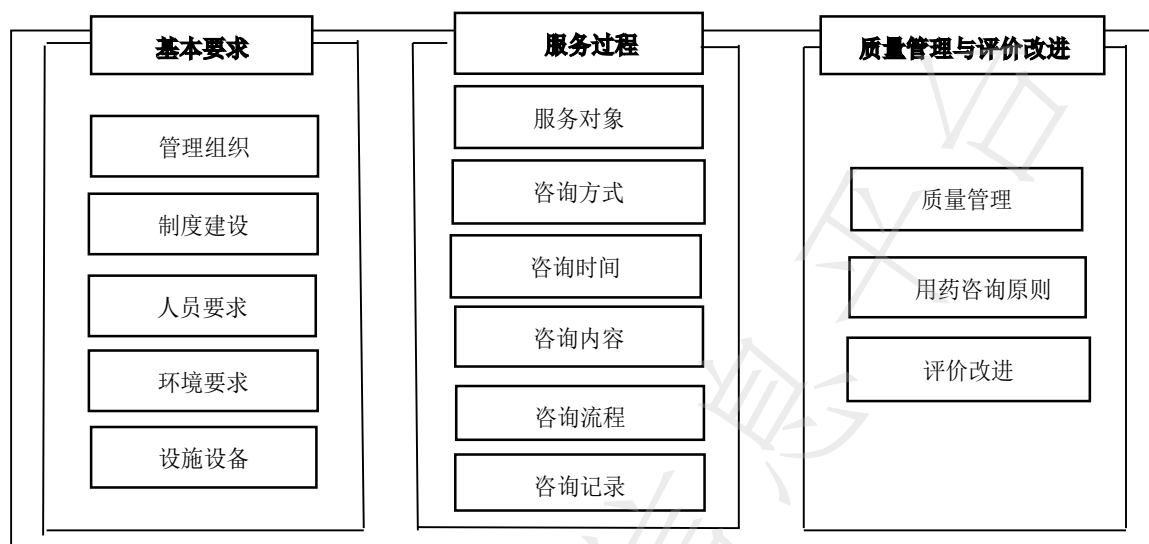 基本要求
管理组织
制度建设
人员要求
环境要求
设施设备
服务过程
服务对象
咨询方式
咨询时间
咨询内容
咨询流程
咨询记录
质量管理与评价改进
质量管理
用药咨询原则
评价改进